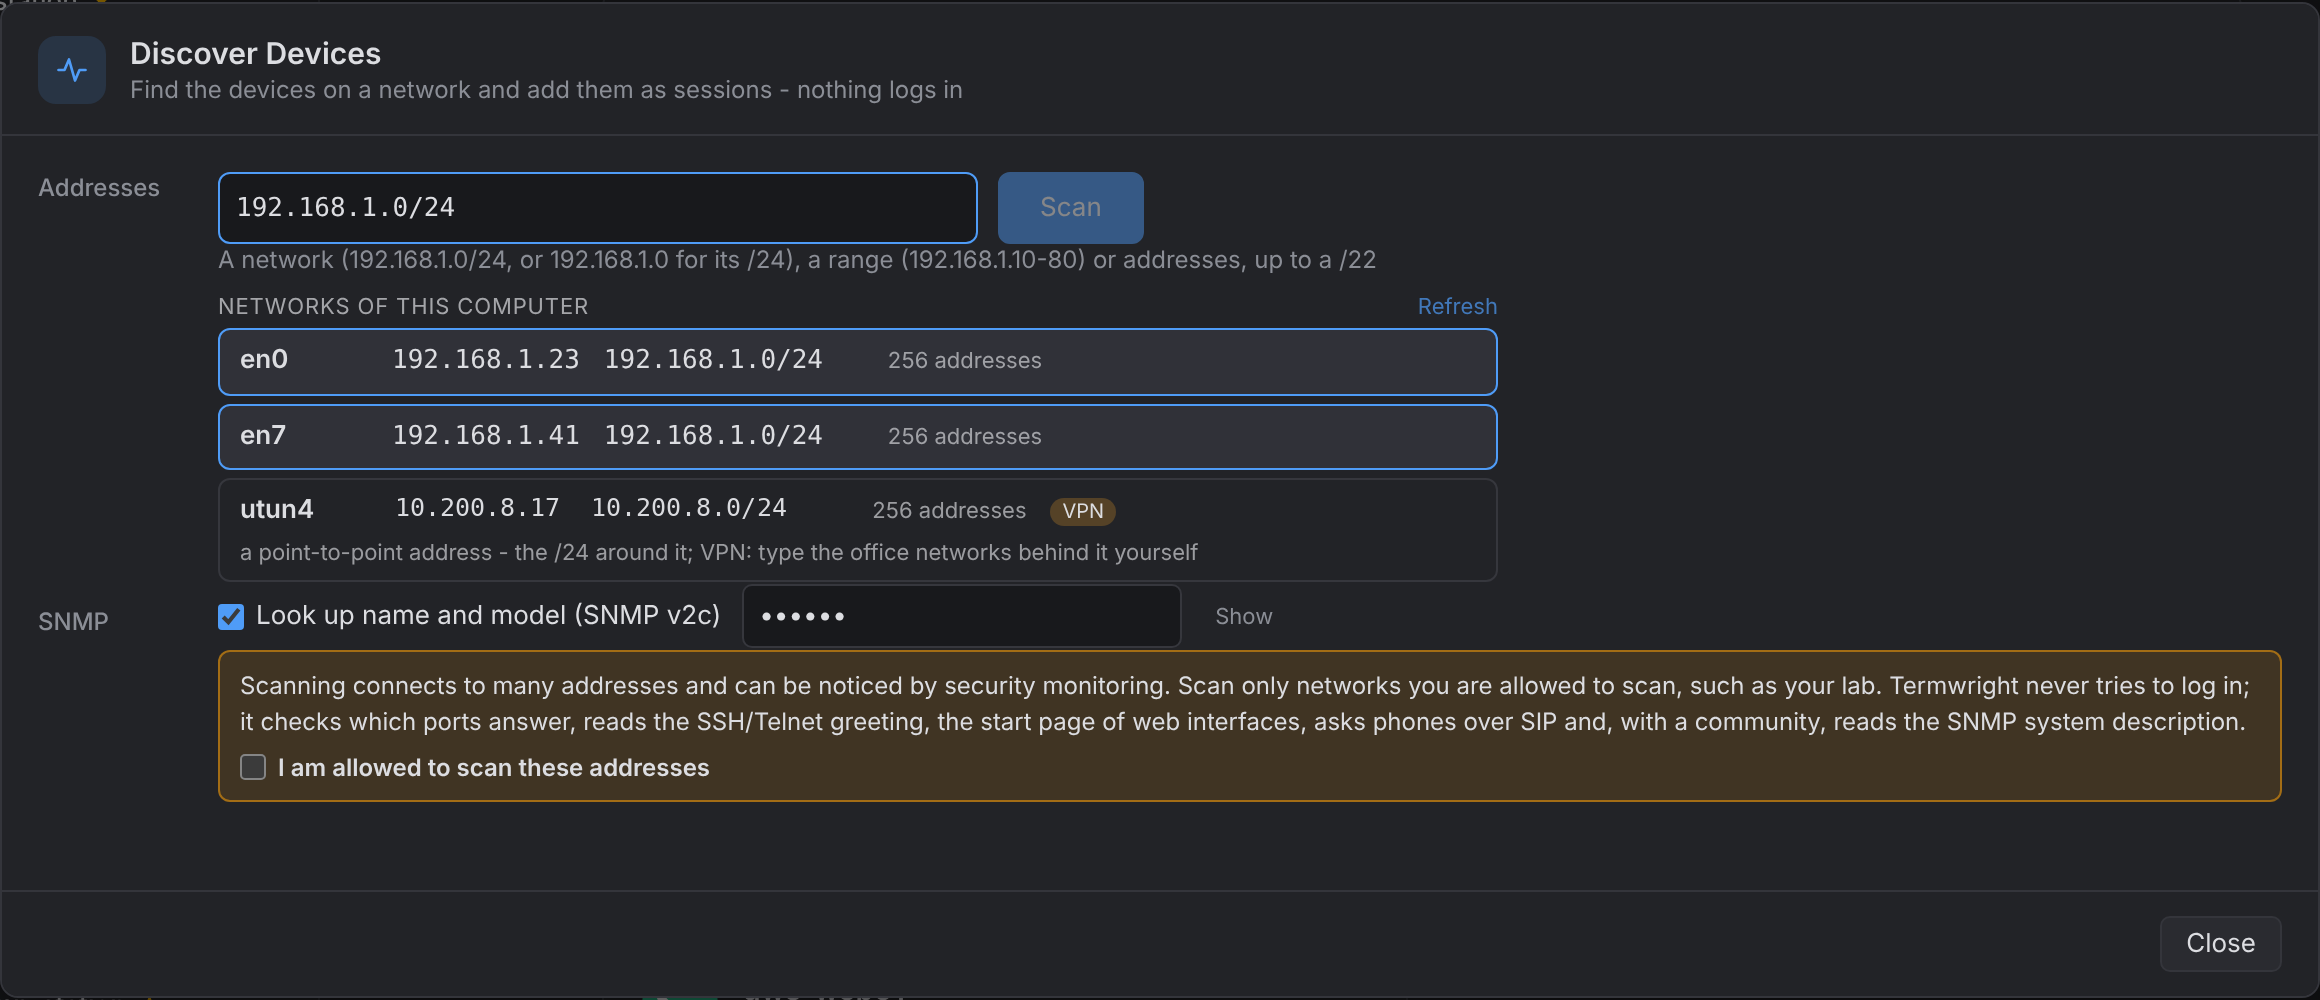 Discover Devices
Find the devices on a network and add them as sessions - nothing logs in
Addresses
192.168.1.0/24
Scan
A network (192.168.1.0/24, or 192.168.1.0 for its /24), a range (192.168.1.10-80) or addresses, up to a /22
NETWORKS OF THIS COMPUTER
Refresh
en0 192.168.1.23 192.168.1.0/24 256 addresses
en7 192.168.1.41 192.168.1.0/24 256 addresses
utun4 10.200.8.17 10.200.8.0/24 256 addresses VPN
a point-to-point address - the /24 around it; VPN: type the office networks behind it yourself
SNMP
Look up name and model (SNMP v2c)
••••••
Show
Scanning connects to many addresses and can be noticed by security monitoring. Scan only networks you are allowed to scan, such as your lab. Termwright never tries to log in;
it checks which ports answer, reads the SSH/Telnet greeting, the start page of web interfaces, asks phones over SIP and, with a community, reads the SNMP system description.
I am allowed to scan these addresses
Close